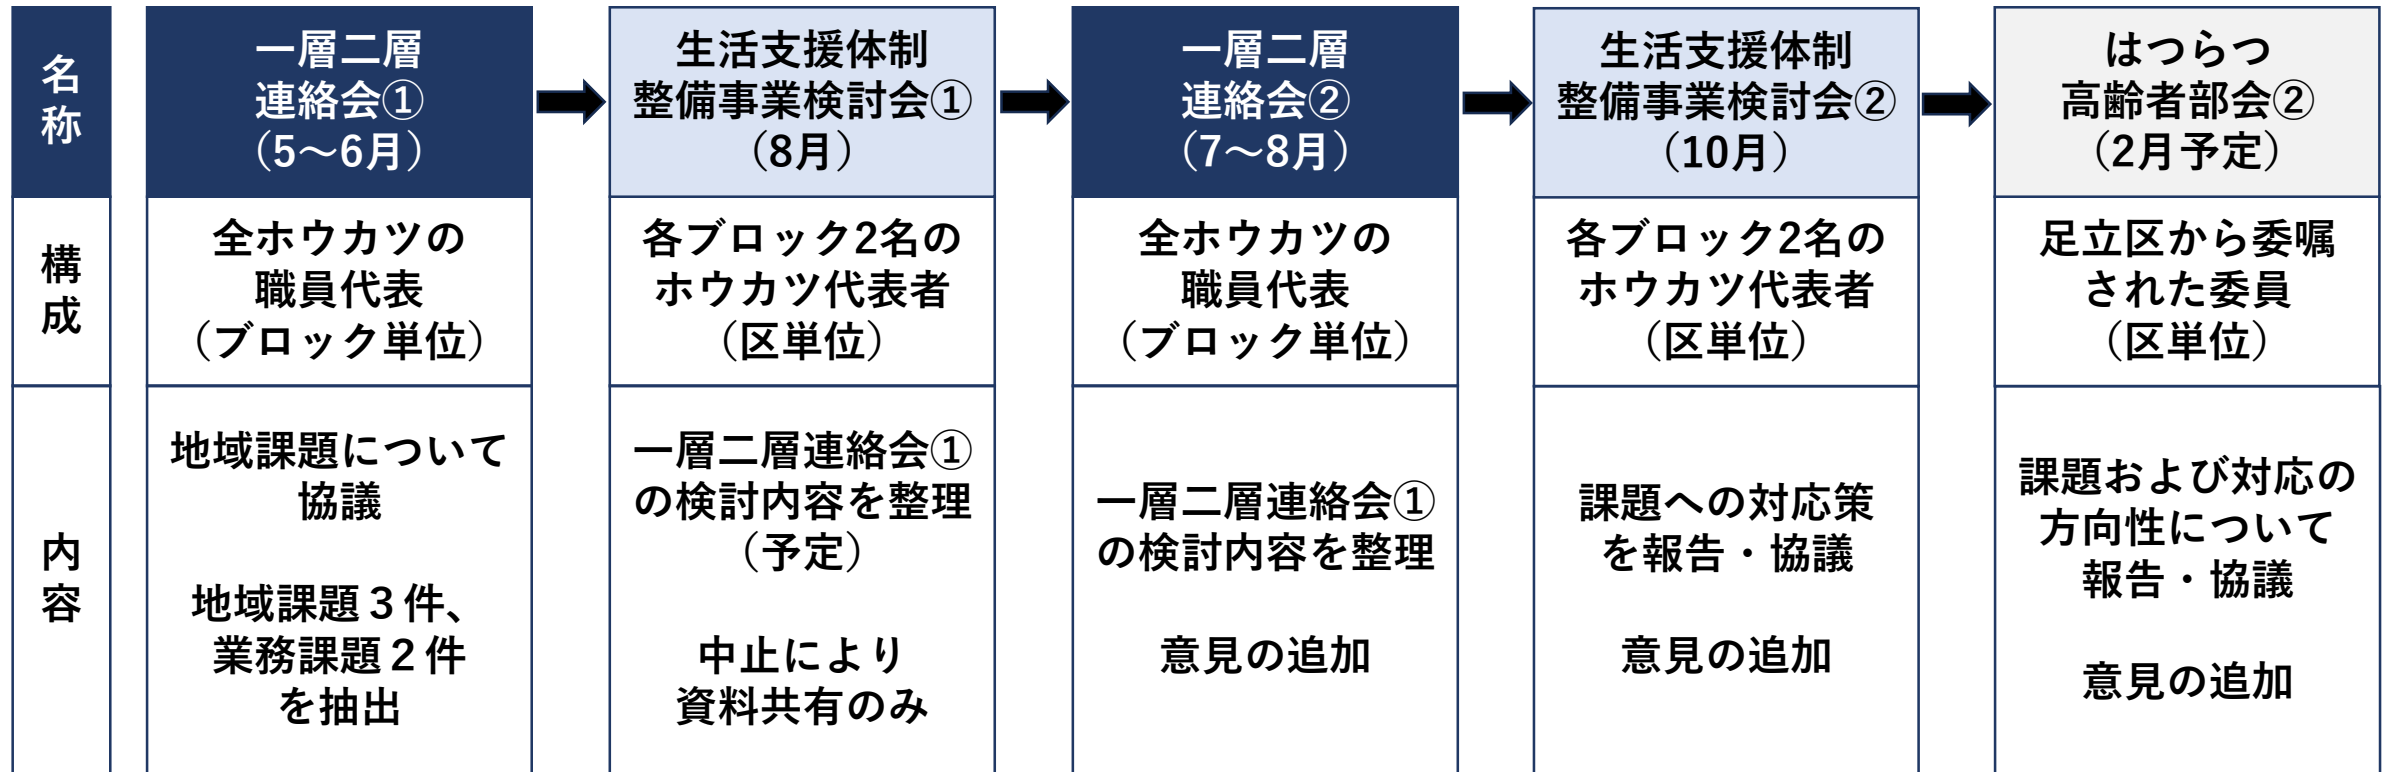 名称
一層二層
連絡会①
（5～6月）
生活支援体制
整備事業検討会①
（8月）
一層二層
連絡会②
（7～8月）
生活支援体制
整備事業検討会②
（10月）
はつらつ
高齢者部会②
（2月予定）
構成
全ホウカツの
職員代表
（ブロック単位）
各ブロック2名の
ホウカツ代表者
（区単位）
全ホウカツの
職員代表
（ブロック単位）
各ブロック2名の
ホウカツ代表者
（区単位）
足立区から委嘱
された委員
（区単位）
内容
地域課題について
協議
地域課題３件、
業務課題２件
を抽出
一層二層連絡会①
の検討内容を整理
（予定）
中止により
資料共有のみ
一層二層連絡会①
の検討内容を整理
意見の追加
課題への対応策
を報告・協議
意見の追加
課題および対応の
方向性について
報告・協議
意見の追加